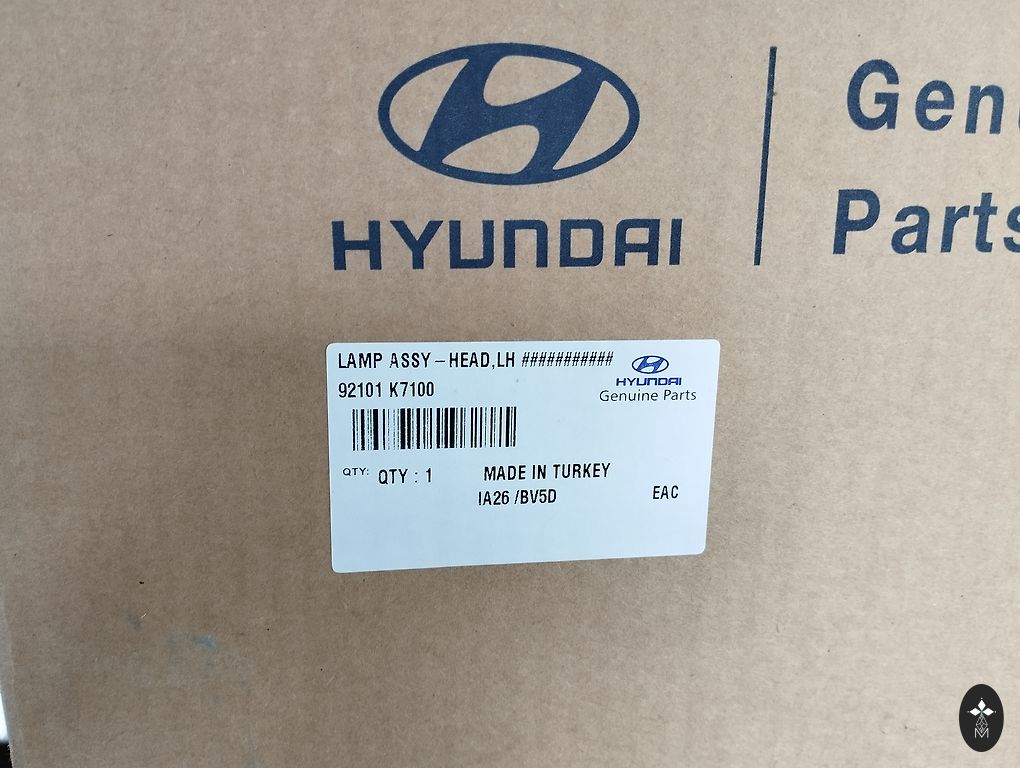 HYUNDAI
Genu
Parts
LAMP ASSY-HEAD,LH ###########
92101 K7100
HYUNDAI
Genuine Parts
QTY: QTY : 1
MADE IN TURKEY
IA26 /BV5D
EAC
M